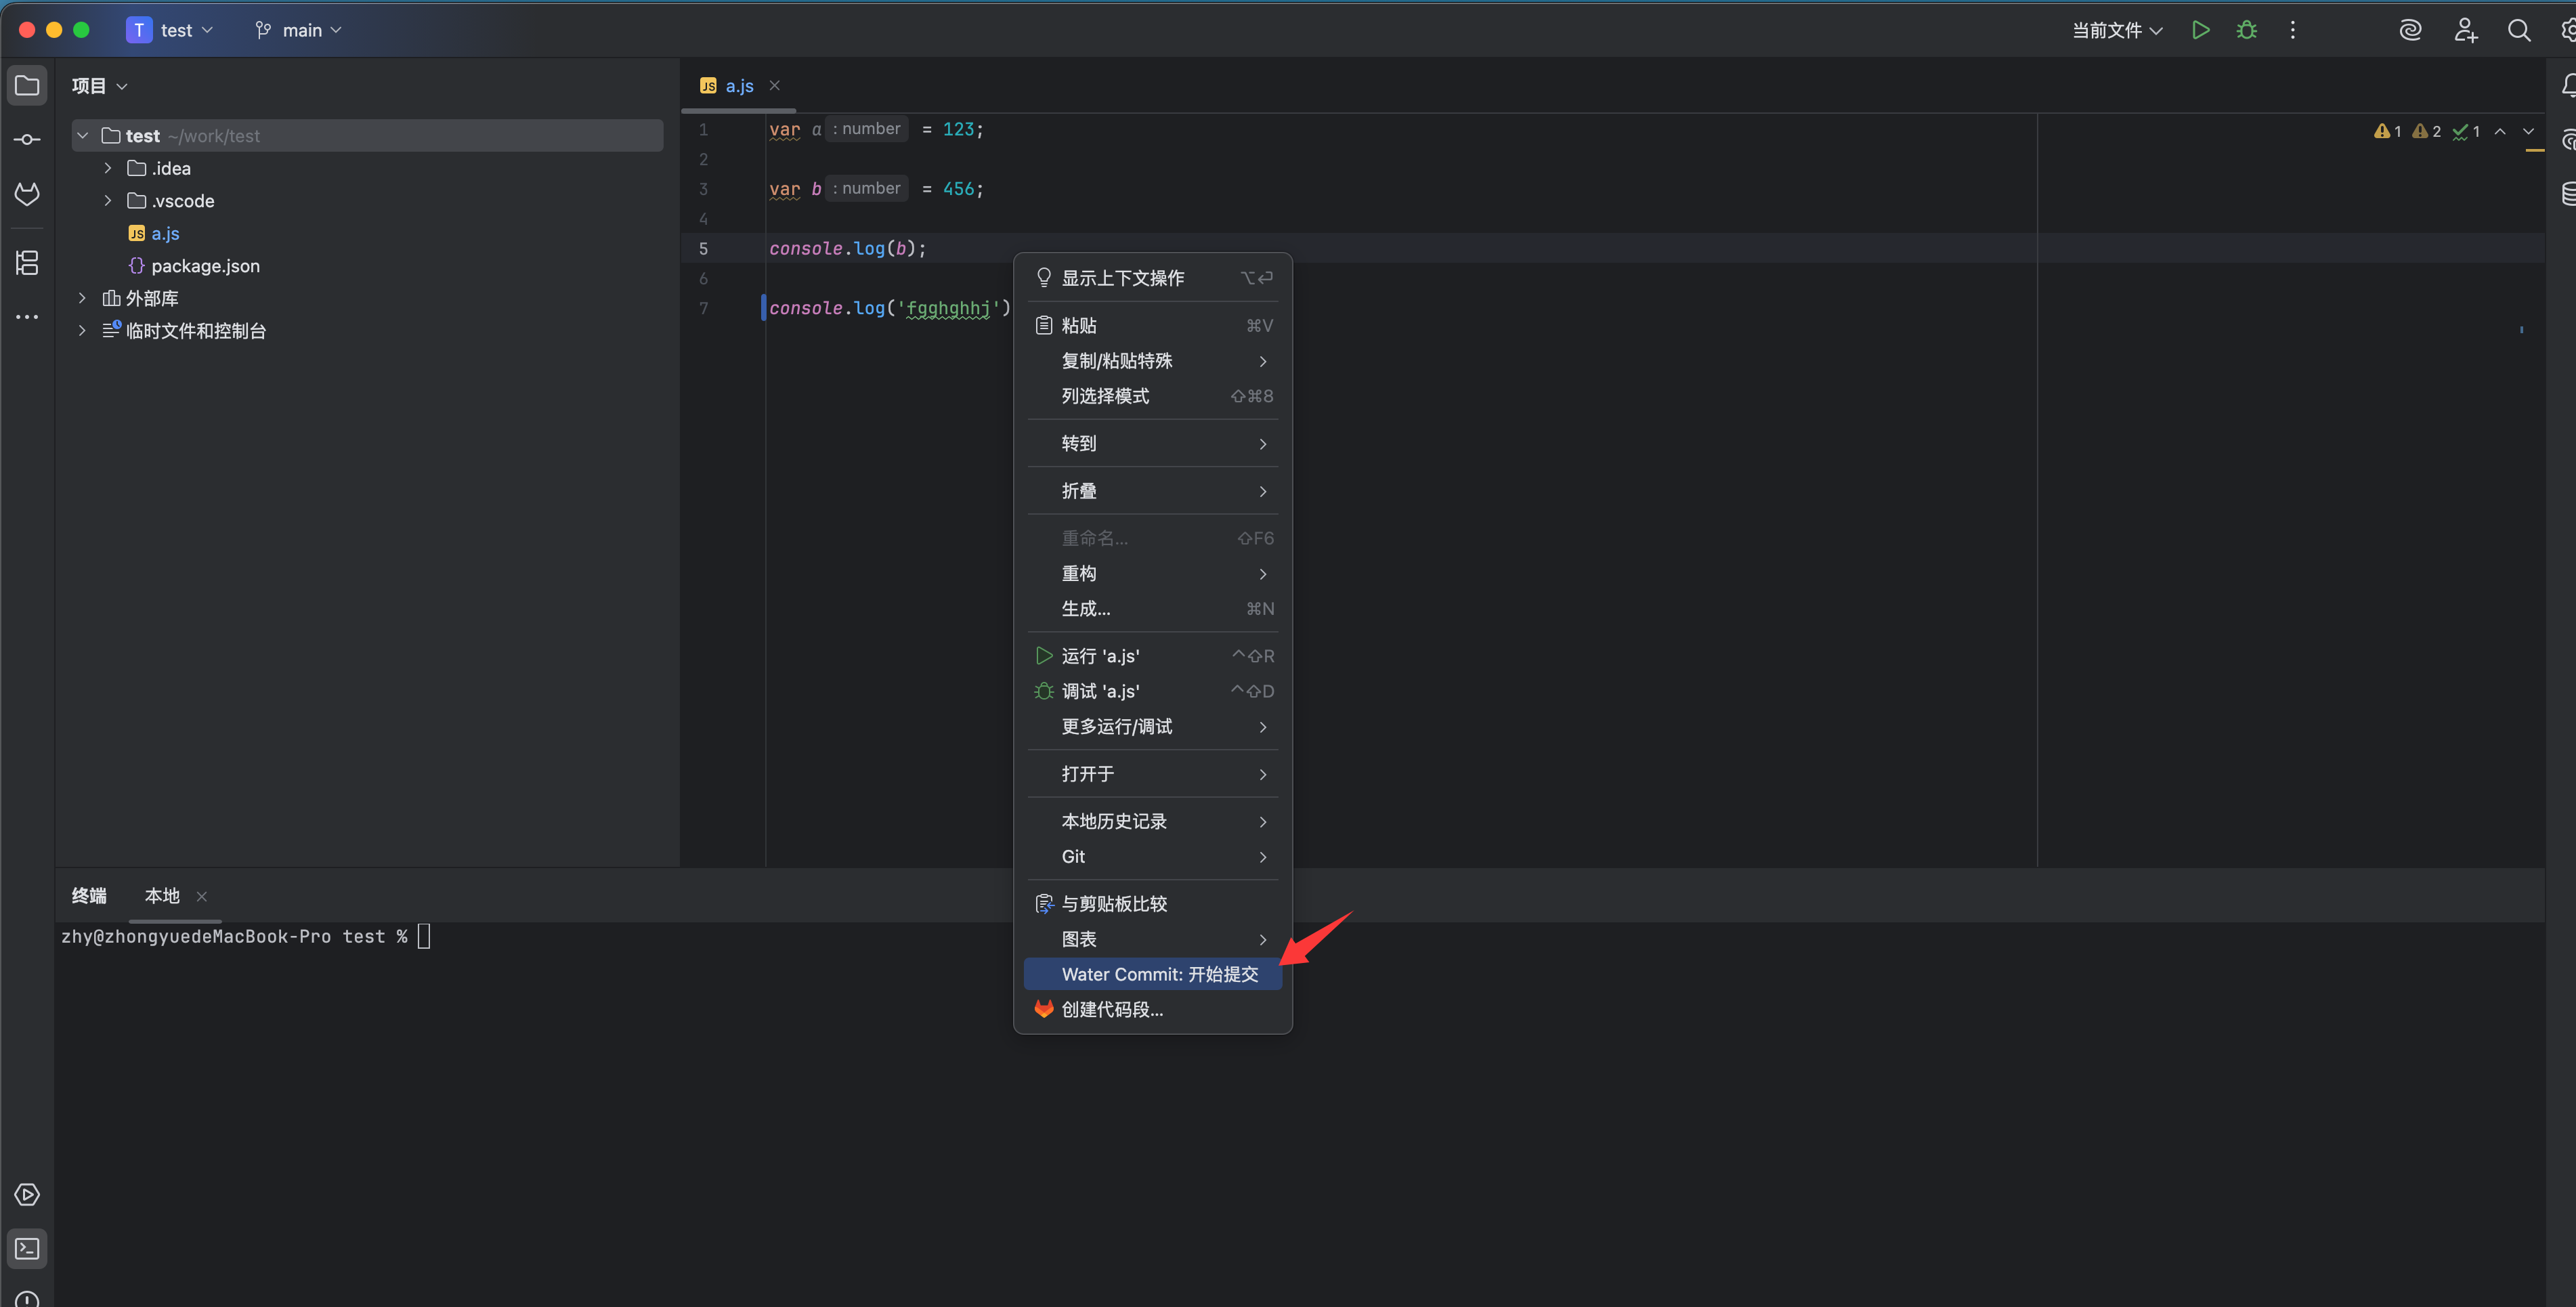 T test main 当前文件
项目
test ~/work/test
.idea
.vscode
JS a.js
{} package.json
外部库
临时文件和控制台
JS a.js
1 var a : number = 123;
2
3 var b : number = 456;
4
5 console.log(b);
6
7 console.log('fgghghhj')
1 2 1
显示上下文操作 ⌥⏎
粘贴 ⌘V
复制/粘贴特殊
列选择模式 ⇧⌘8
转到
折叠
重命名... ⇧F6
重构
生成... ⌘N
运行 'a.js' ^⇧R
调试 'a.js' ^⇧D
更多运行/调试
打开于
本地历史记录
Git
与剪贴板比较
图表
Water Commit: 开始提交
创建代码段...
终端 本地
zhy@zhongyuedeMacBook-Pro test %